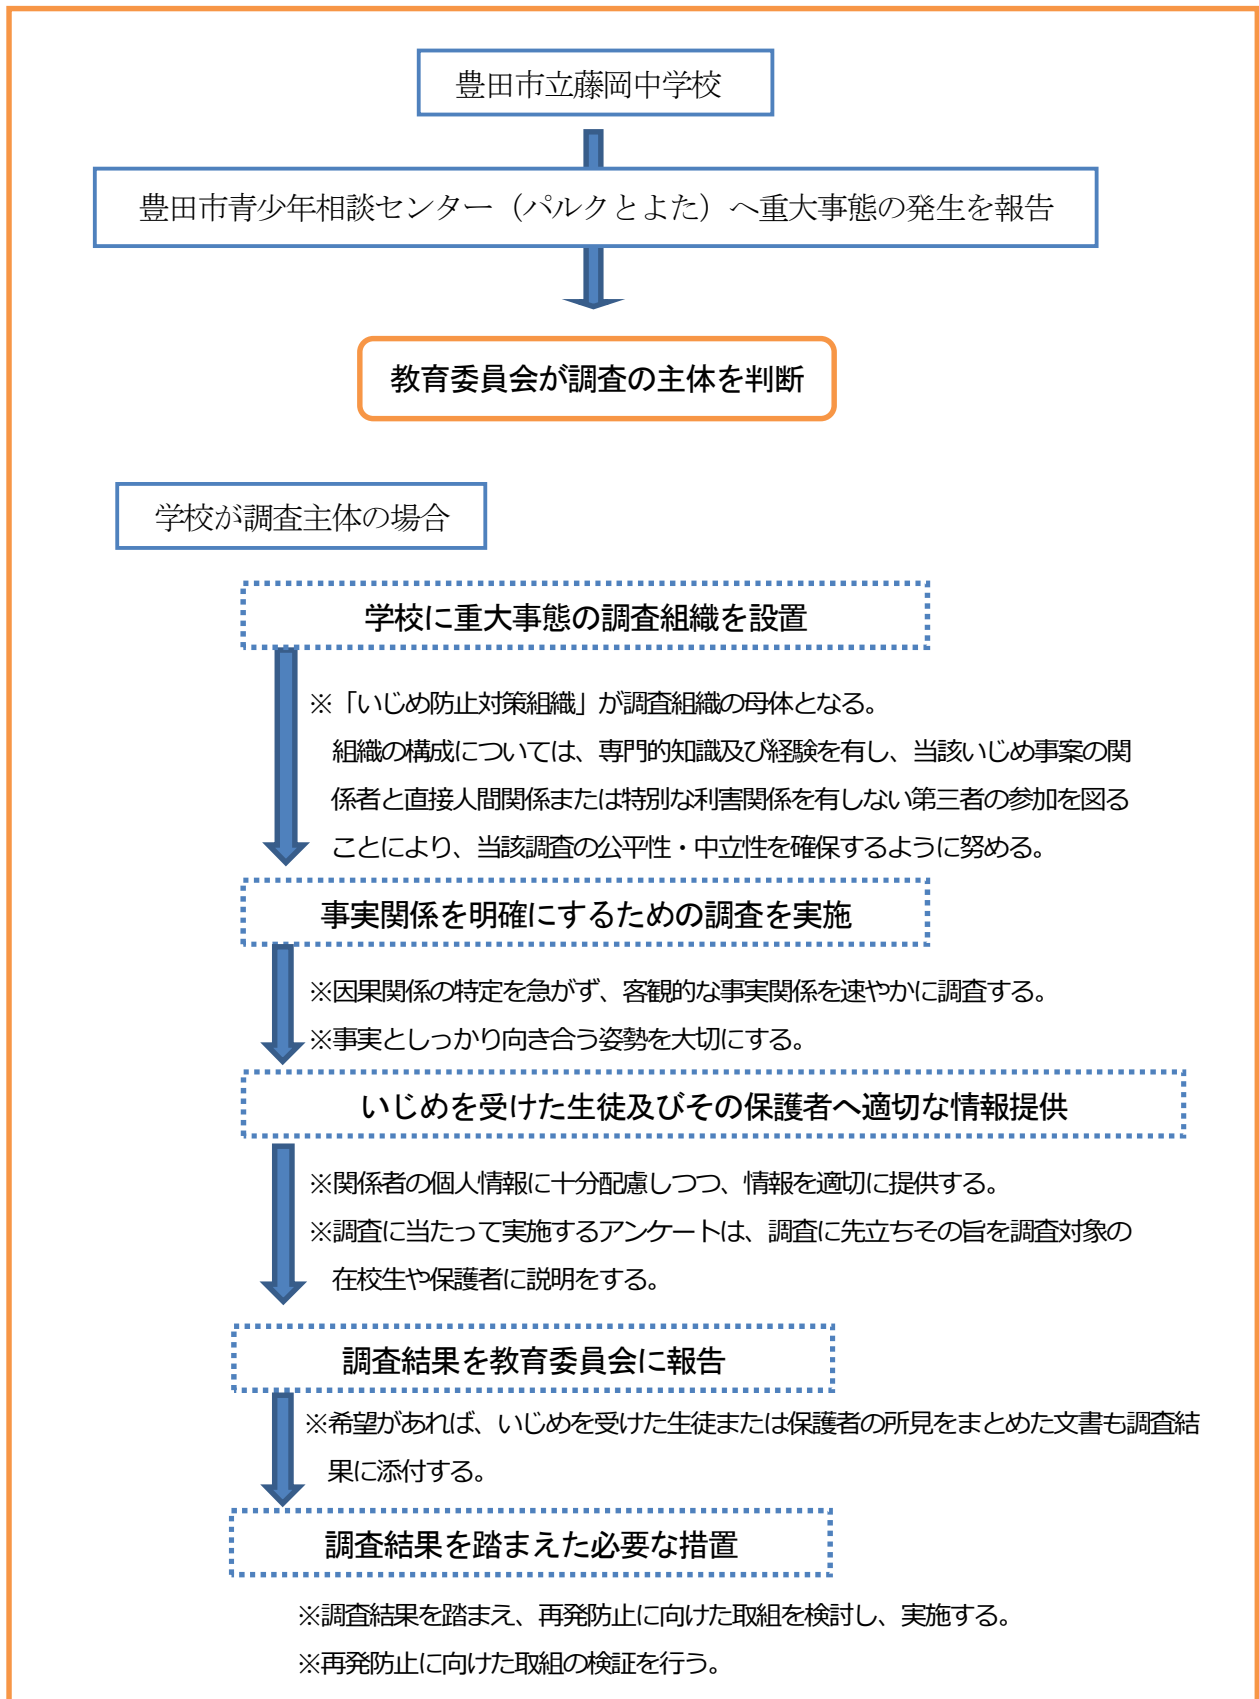 豊田市立藤岡中学校
豊田市青少年相談センター（パルクとよた）へ重大事態の発生を報告
教育委員会が調査の主体を判断
学校が調査主体の場合
学校に重大事態の調査組織を設置
※「いじめ防止対策組織」が調査組織の母体となる。
組織の構成については、専門的知識及び経験を有し、当該いじめ事案の関
係者と直接人間関係または特別な利害関係を有しない第三者の参加を図る
ことにより、当該調査の公平性・中立性を確保するように努める。
事実関係を明確にするための調査を実施
※因果関係の特定を急がず、客観的な事実関係を速やかに調査する。
※事実としっかり向き合う姿勢を大切にする。
いじめを受けた生徒及びその保護者へ適切な情報提供
※関係者の個人情報に十分配慮しつつ、情報を適切に提供する。
※調査に当たって実施するアンケートは、調査に先立ちその旨を調査対象の
在校生や保護者に説明をする。
調査結果を教育委員会に報告
※希望があれば、いじめを受けた生徒または保護者の所見をまとめた文書も調査結
果に添付する。
調査結果を踏まえた必要な措置
※調査結果を踏まえ、再発防止に向けた取組を検討し、実施する。
※再発防止に向けた取組の検証を行う。